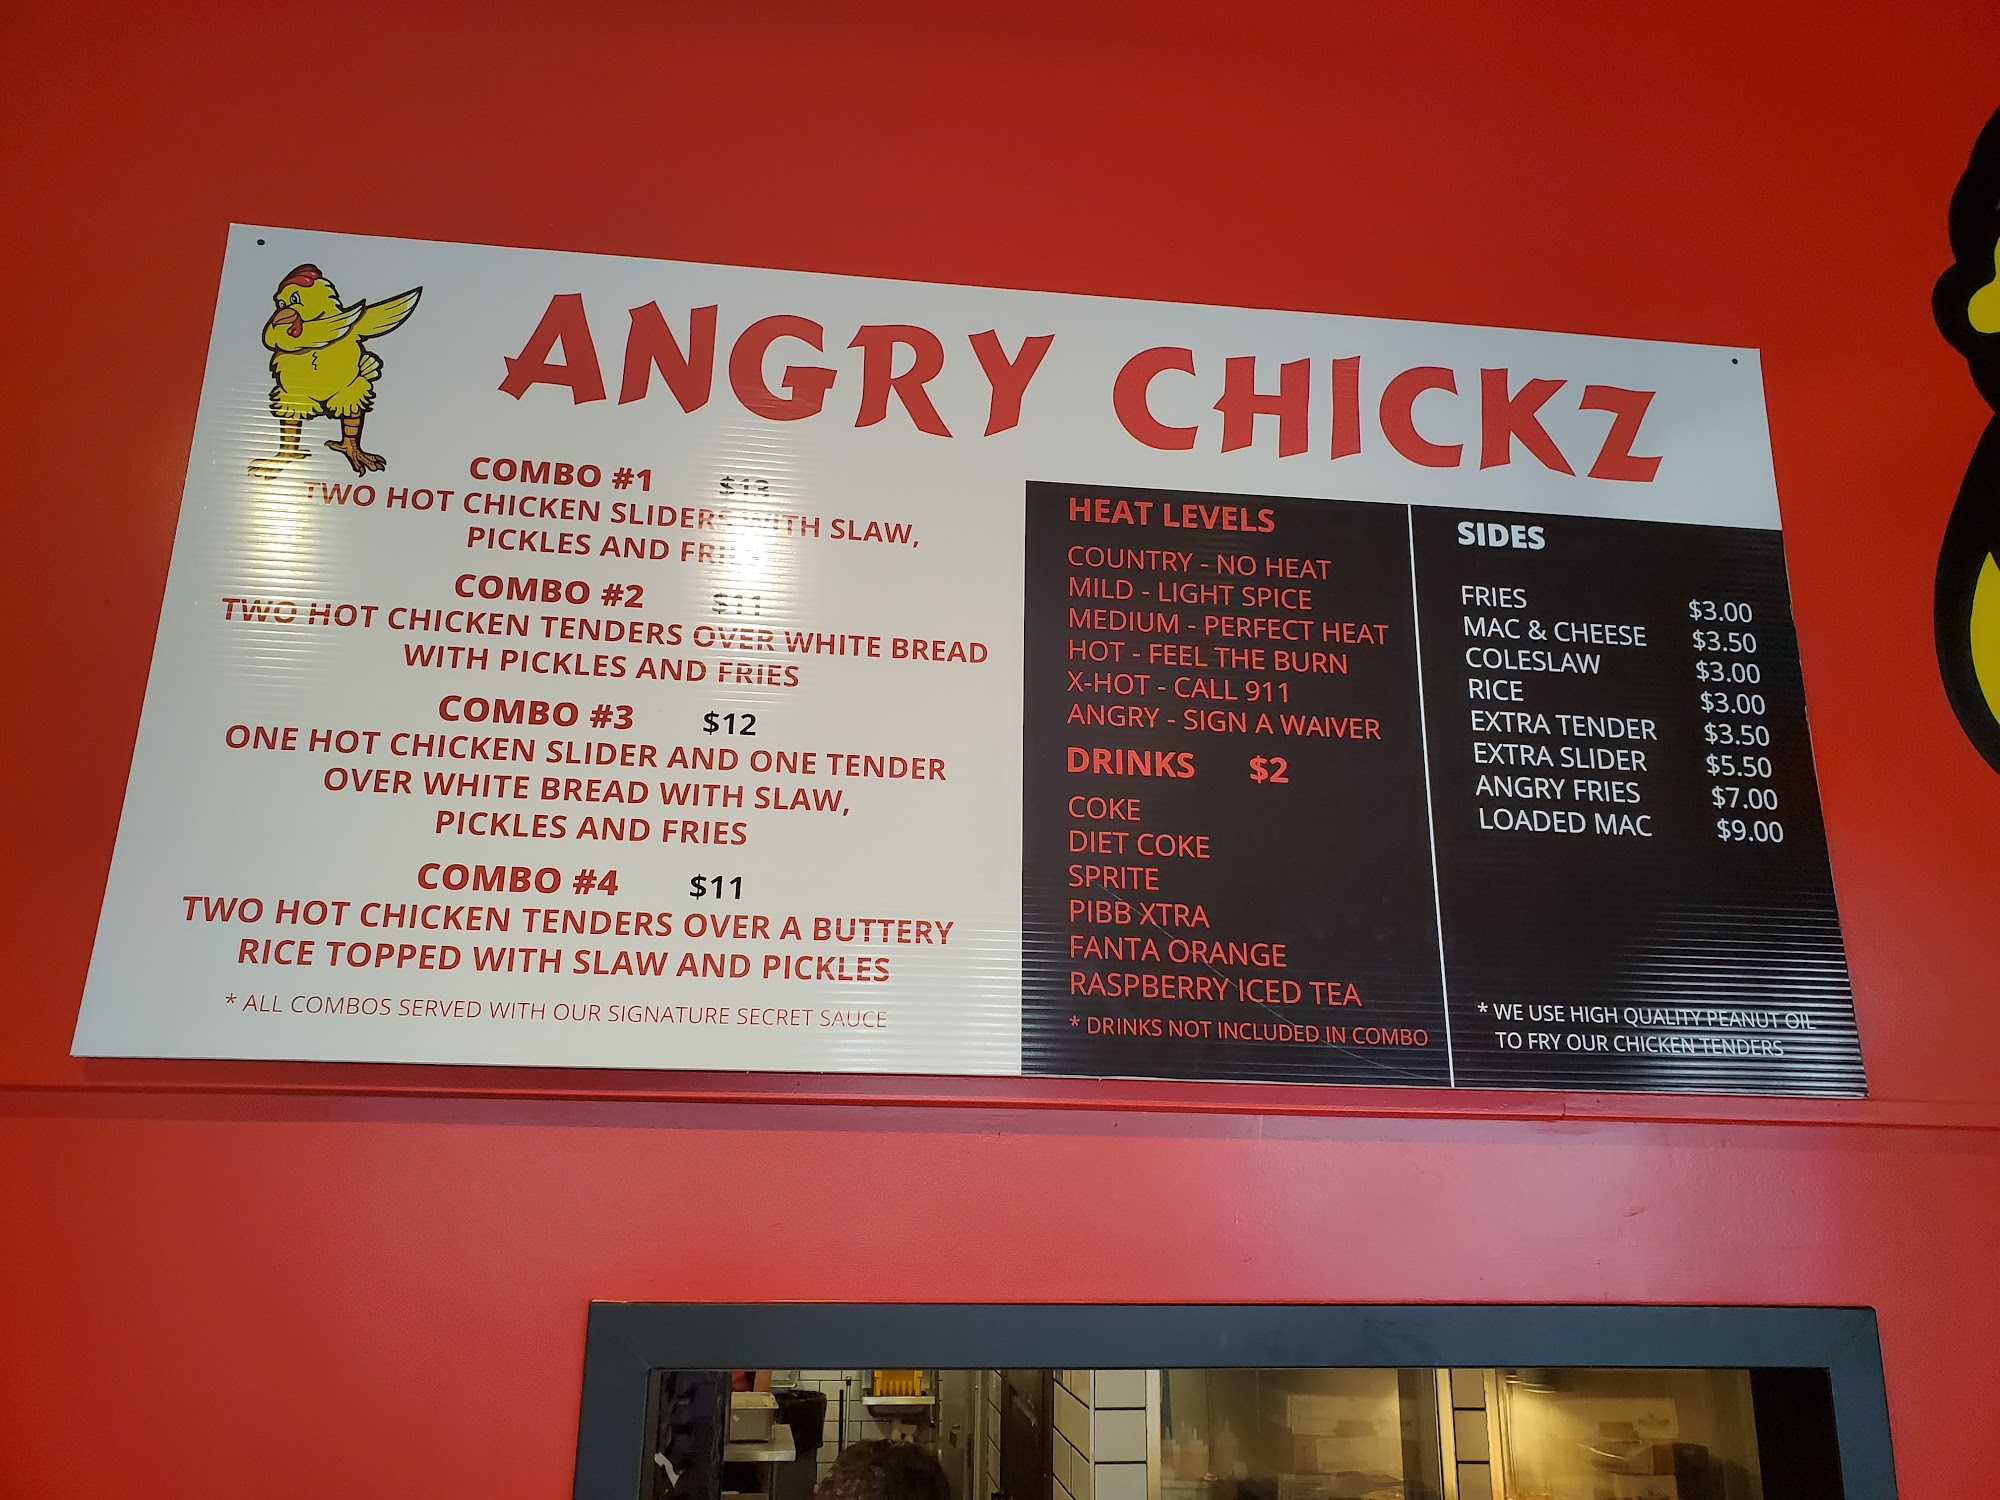 ANGRY CHICKZ
COMBO #1 $13
TWO HOT CHICKEN SLIDERS WITH SLAW,
PICKLES AND FRIES
COMBO #2 $11
TWO HOT CHICKEN TENDERS OVER WHITE BREAD
WITH PICKLES AND FRIES
COMBO #3 $12
ONE HOT CHICKEN SLIDER AND ONE TENDER
OVER WHITE BREAD WITH SLAW,
PICKLES AND FRIES
COMBO #4 $11
TWO HOT CHICKEN TENDERS OVER A BUTTERY
RICE TOPPED WITH SLAW AND PICKLES
* ALL COMBOS SERVED WITH OUR SIGNATURE SECRET SAUCE
HEAT LEVELS
COUNTRY - NO HEAT
MILD - LIGHT SPICE
MEDIUM - PERFECT HEAT
HOT - FEEL THE BURN
X-HOT - CALL 911
ANGRY - SIGN A WAIVER
DRINKS $2
COKE
DIET COKE
SPRITE
PIBB XTRA
FANTA ORANGE
RASPBERRY ICED TEA
* DRINKS NOT INCLUDED IN COMBO
SIDES
FRIES $3.00
MAC & CHEESE $3.50
COLESLAW $3.00
RICE $3.00
EXTRA TENDER $3.50
EXTRA SLIDER $5.50
ANGRY FRIES $7.00
LOADED MAC $9.00
* WE USE HIGH QUALITY PEANUT OIL
TO FRY OUR CHICKEN TENDERS